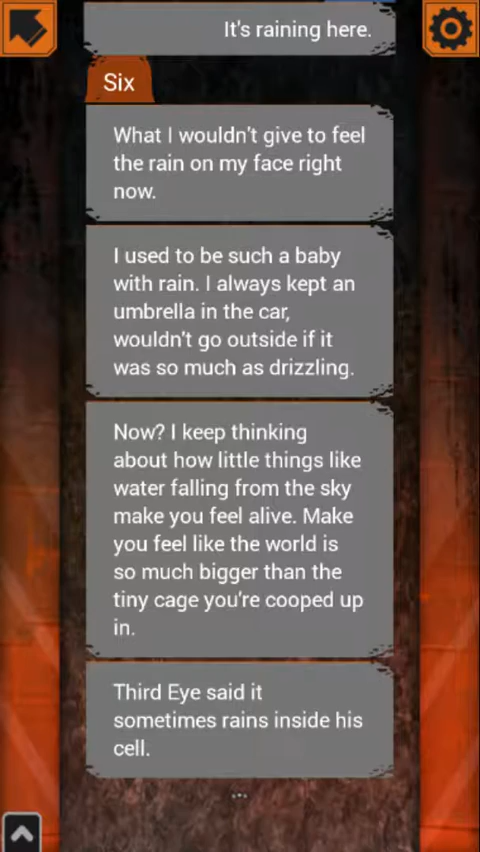 It's raining here.
Six
What I wouldn't give to feel
the rain on my face right
now.
I used to be such a baby
with rain. I always kept an
umbrella in the car,
wouldn't go outside if it
was so much as drizzling.
Now? I keep thinking
about how little things like
water falling from the sky
make you feel alive. Make
you feel like the world is
so much bigger than the
tiny cage you're cooped up
in.
Third Eye said it
sometimes rains inside his
cell.
...